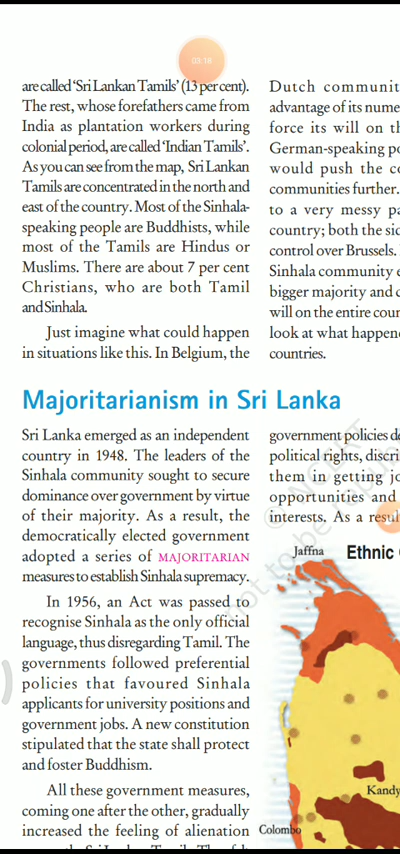 03:18
are called 'Sri Lankan Tamils' (13 per cent).
The rest, whose forefathers came from
India as plantation workers during
colonial period, are called 'Indian Tamils'.
As you can see from the map, Sri Lankan
Tamils are concentrated in the north and
east of the country. Most of the Sinhala-
speaking people are Buddhists, while
most of the Tamils are Hindus or
Muslims. There are about 7 per cent
Christians, who are both Tamil
and Sinhala.
Just imagine what could happen
in situations like this. In Belgium, the
Dutch communit
advantage of its nume
force its will on th
German-speaking po
would push the co
communities further.
to a very messy pa
country; both the sid
control over Brussels.
Sinhala community e
bigger majority and c
will on the entire cour
look at what happene
countries.
Majoritarianism in Sri Lanka
Sri Lanka emerged as an independent
country in 1948. The leaders of the
Sinhala community sought to secure
dominance over government by virtue
of their majority. As a result, the
democratically elected government
adopted a series of MAJORITARIAN
measures to establish Sinhala supremacy.
In 1956, an Act was passed to
recognise Sinhala as the only official
language, thus disregarding Tamil. The
governments followed preferential
policies that favoured Sinhala
applicants for university positions and
government jobs. A new constitution
stipulated that the state shall protect
and foster Buddhism.
All these government measures,
coming one after the other, gradually
increased the feeling of alienation
government policies de
political rights, discri
them in getting jo
opportunities and
interests. As a resul
Jaffna
Ethnic
Kandy
Colombo
© NCERT
not to be republ